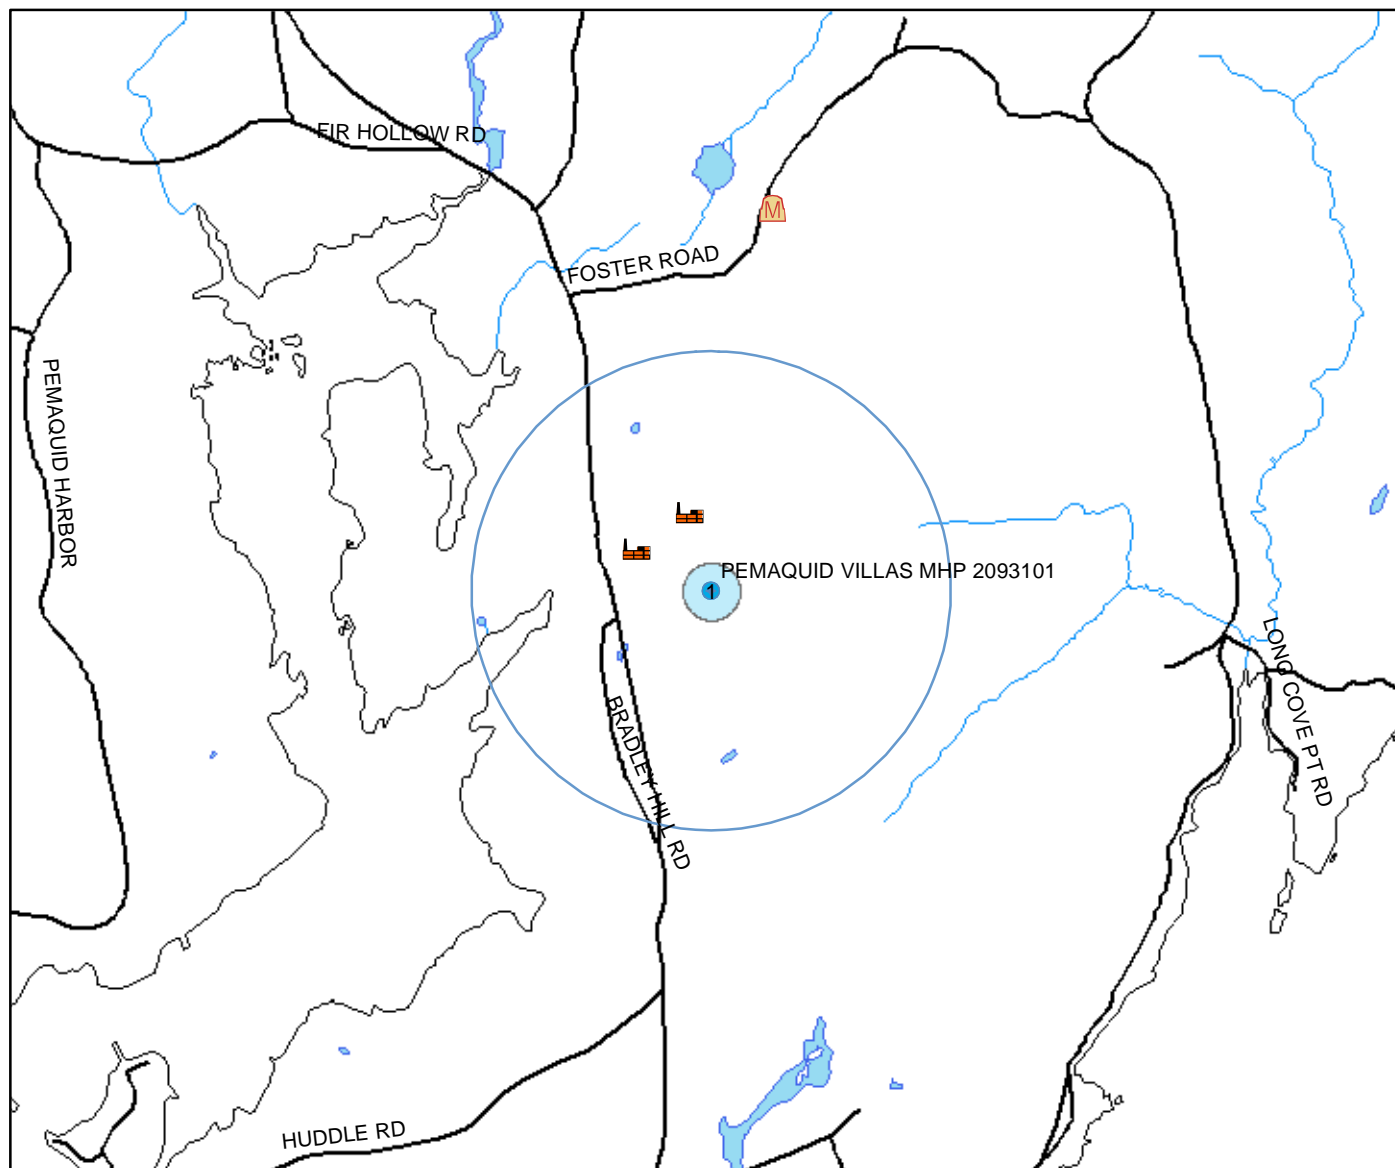 FIR HOLLOW RD
M
FOSTER ROAD
PEMAQUID HARBOR
PEMAQUID VILLAS MHP 2093101
1
LONG COVE PT RD
BRADLEY HILL RD
HUDDLE RD